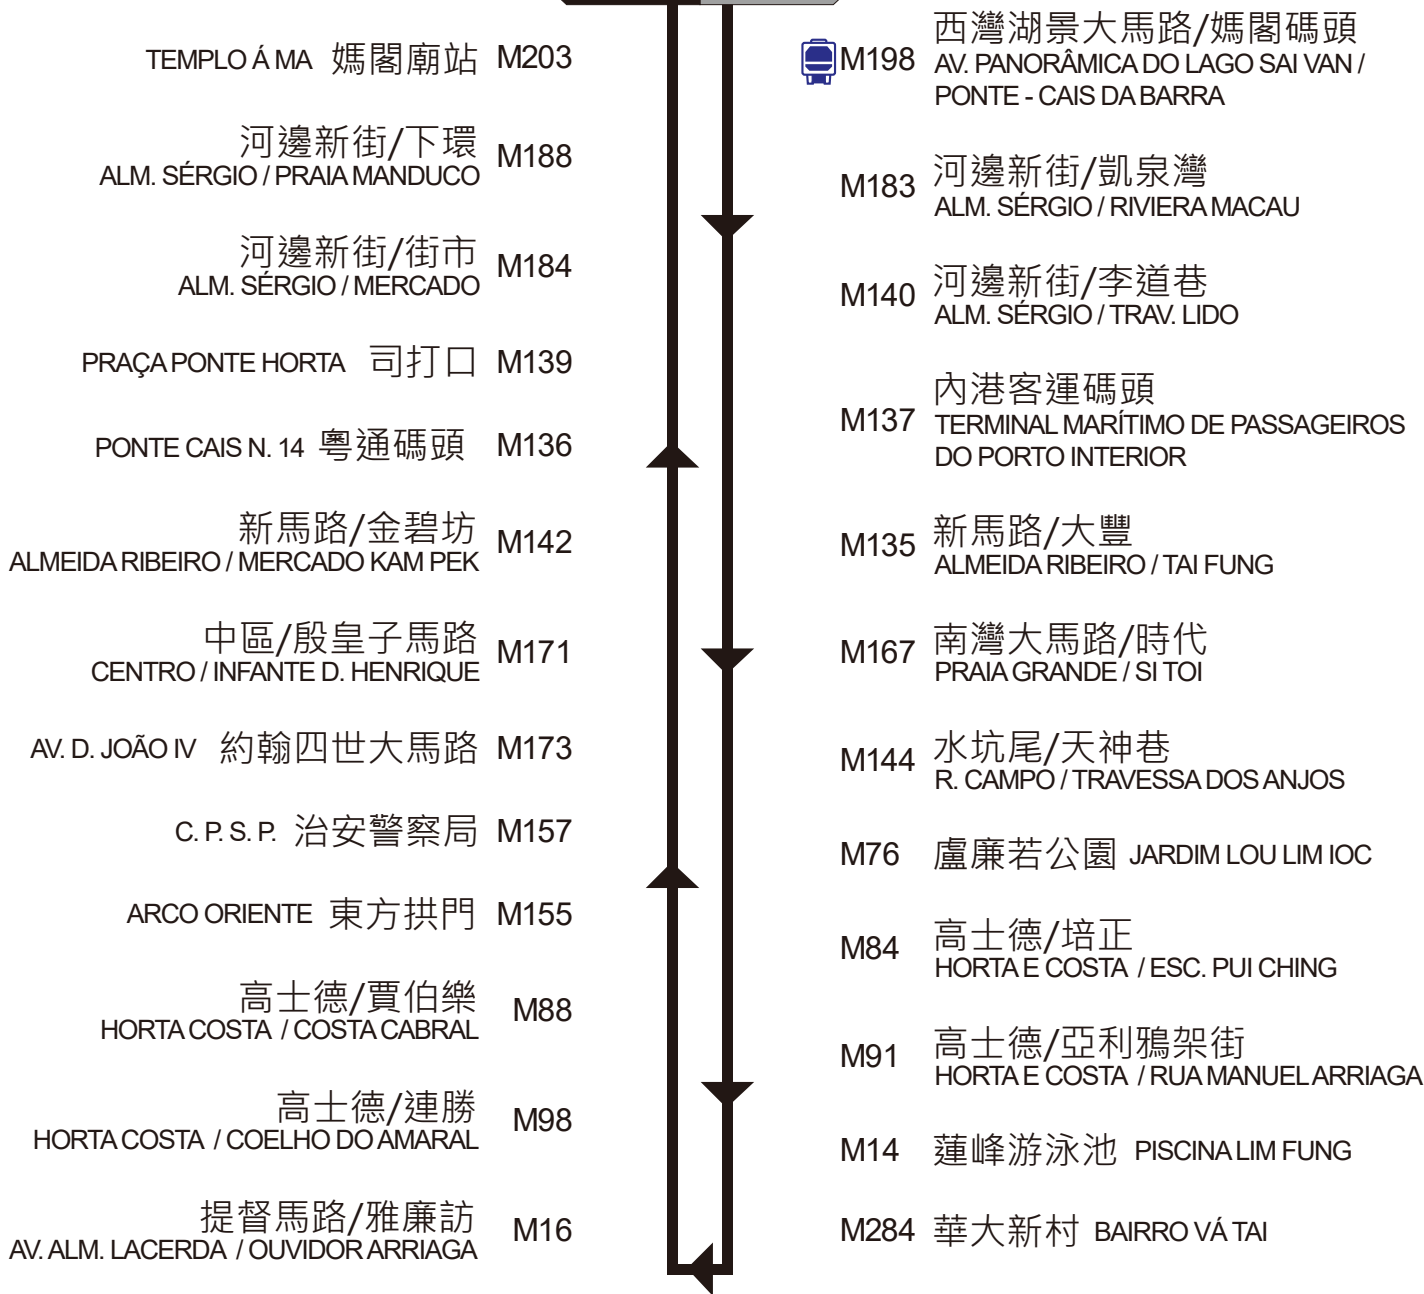 TEMPLO Á MA 媽閣廟站 M203
河邊新街/下環
ALM. SÉRGIO / PRAIA MANDUCO
M188
河邊新街/街市
ALM. SÉRGIO / MERCADO
M184
PRAÇA PONTE HORTA 司打口 M139
PONTE CAIS N. 14 粵通碼頭 M136
新馬路/金碧坊
ALMEIDA RIBEIRO / MERCADO KAM PEK
M142
中區/殷皇子馬路
CENTRO / INFANTE D. HENRIQUE
M171
AV. D. JOÃO IV 約翰四世大馬路 M173
C. P. S. P. 治安警察局 M157
ARCO ORIENTE 東方拱門 M155
高士德/賈伯樂
HORTA COSTA / COSTA CABRAL
M88
高士德/連勝
HORTA COSTA / COELHO DO AMARAL
M98
提督馬路/雅廉訪
AV. ALM. LACERDA / OUVIDOR ARRIAGA
M16
M198
西灣湖景大馬路/媽閣碼頭
AV. PANORÂMICA DO LAGO SAI VAN /
PONTE - CAIS DA BARRA
M183
河邊新街/凱泉灣
ALM. SÉRGIO / RIVIERA MACAU
M140
河邊新街/李道巷
ALM. SÉRGIO / TRAV. LIDO
M137
內港客運碼頭
TERMINAL MARÍTIMO DE PASSAGEIROS
DO PORTO INTERIOR
M135
新馬路/大豐
ALMEIDA RIBEIRO / TAI FUNG
M167
南灣大馬路/時代
PRAIA GRANDE / SI TOI
M144
水坑尾/天神巷
R. CAMPO / TRAVESSA DOS ANJOS
M76 盧廉若公園 JARDIM LOU LIM IOC
M84
高士德/培正
HORTA E COSTA / ESC. PUI CHING
M91
高士德/亞利鴉架街
HORTA E COSTA / RUA MANUEL ARRIAGA
M14 蓮峰游泳池 PISCINA LIM FUNG
M284 華大新村 BAIRRO VÁ TAI